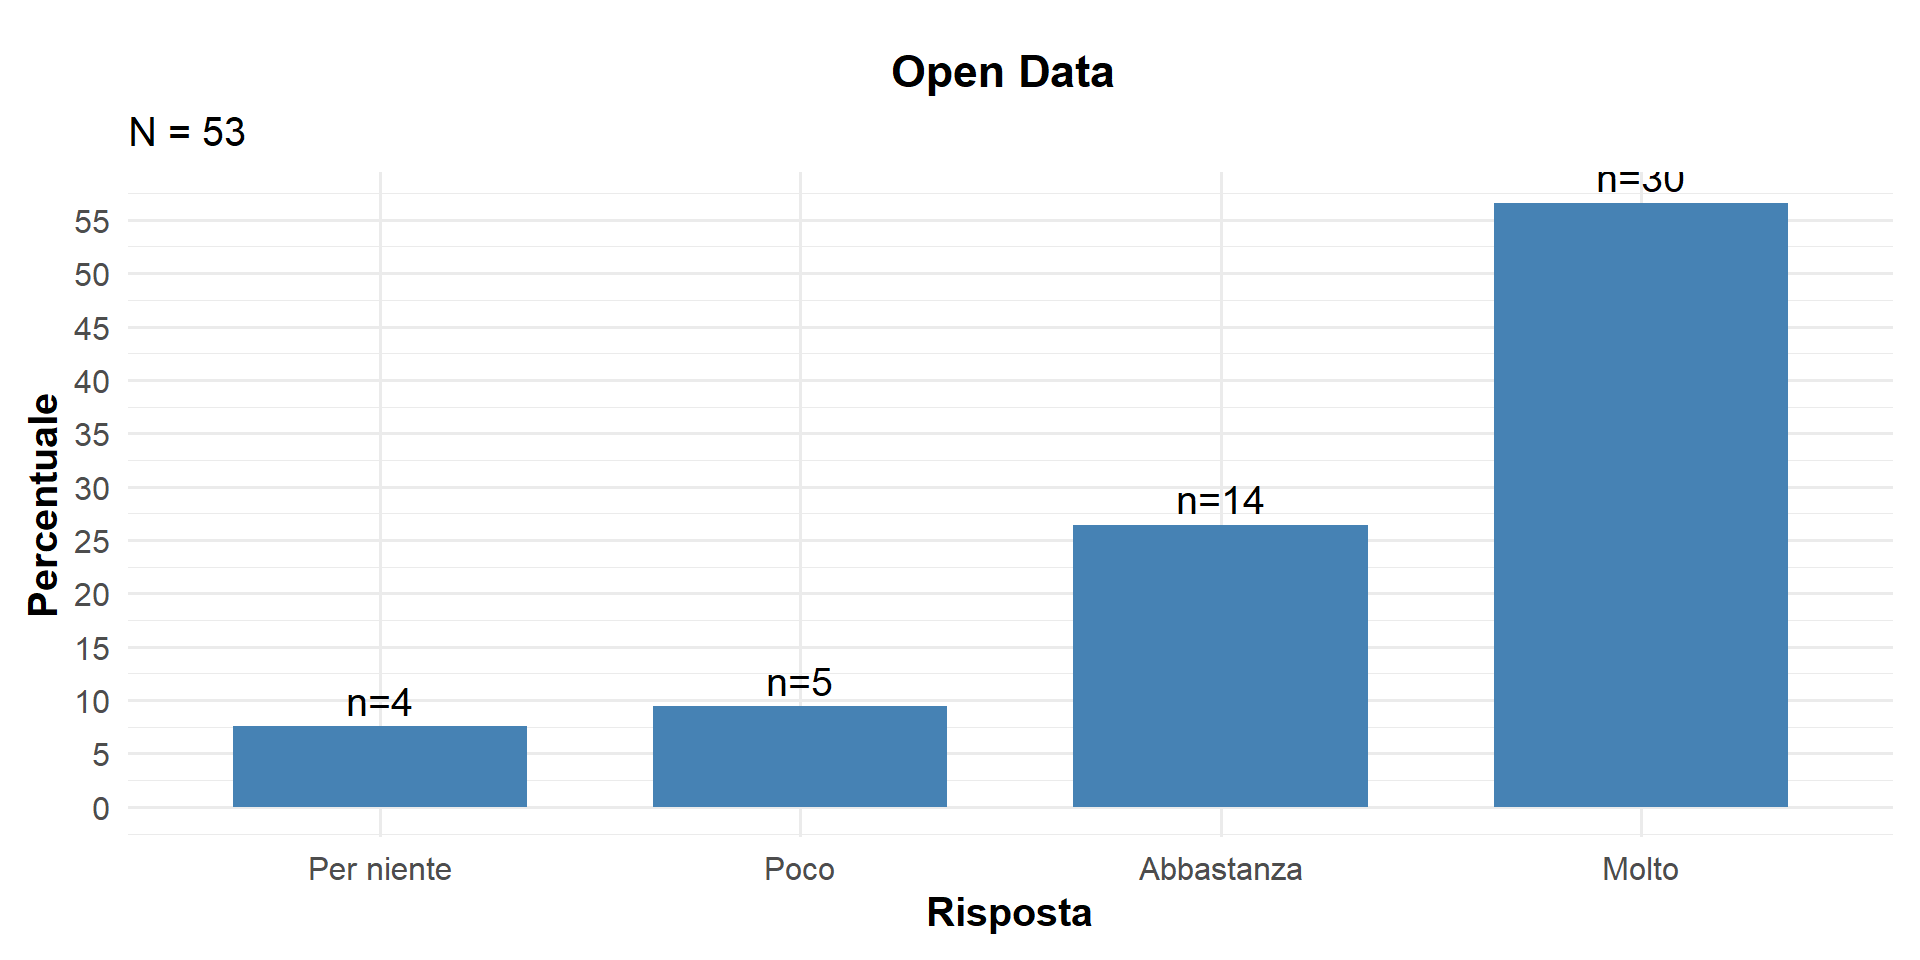 Open Data
N = 53
n=30
55
50
45
40
35
30
25
20
15
10
5
0
n=14
n=5
n=4
Percentuale
Per niente Poco Abbastanza Molto
Risposta